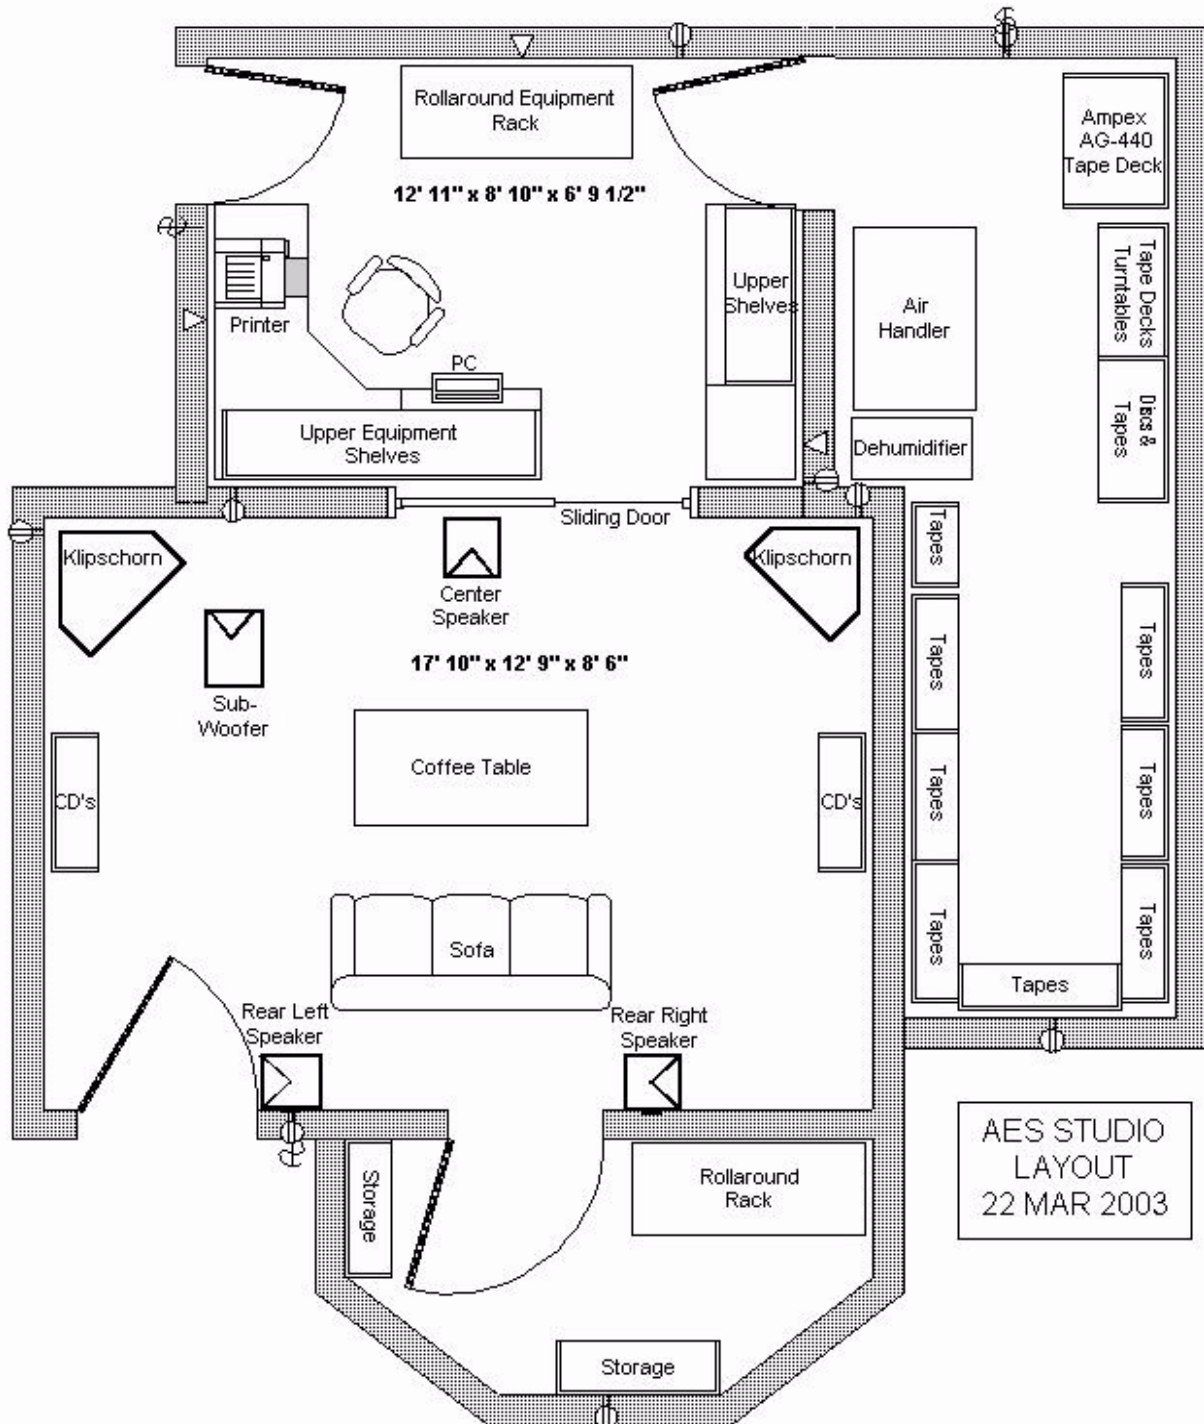 Rollaround Equipment
Rack
Ampex
AG-440
Tape Deck
12' 11" x 8' 10" x 6' 9 1/2"
Printer
PC
Upper
Shelves
Air
Handler
Tape Decks
Turntables
Upper Equipment
Shelves
Dehumidifier
Discs &
Tapes
Sliding Door
Klipschorn
Center
Speaker
Klipschorn
Tapes
17' 10" x 12' 9" x 8' 6"
Sub-
Woofer
Tapes
Tapes
Coffee Table
CD's
CD's
Tapes
Tapes
Sofa
Tapes
Tapes
Tapes
Rear Left
Speaker
Rear Right
Speaker
Storage
Rollaround
Rack
Storage
AES STUDIO
LAYOUT
22 MAR 2003